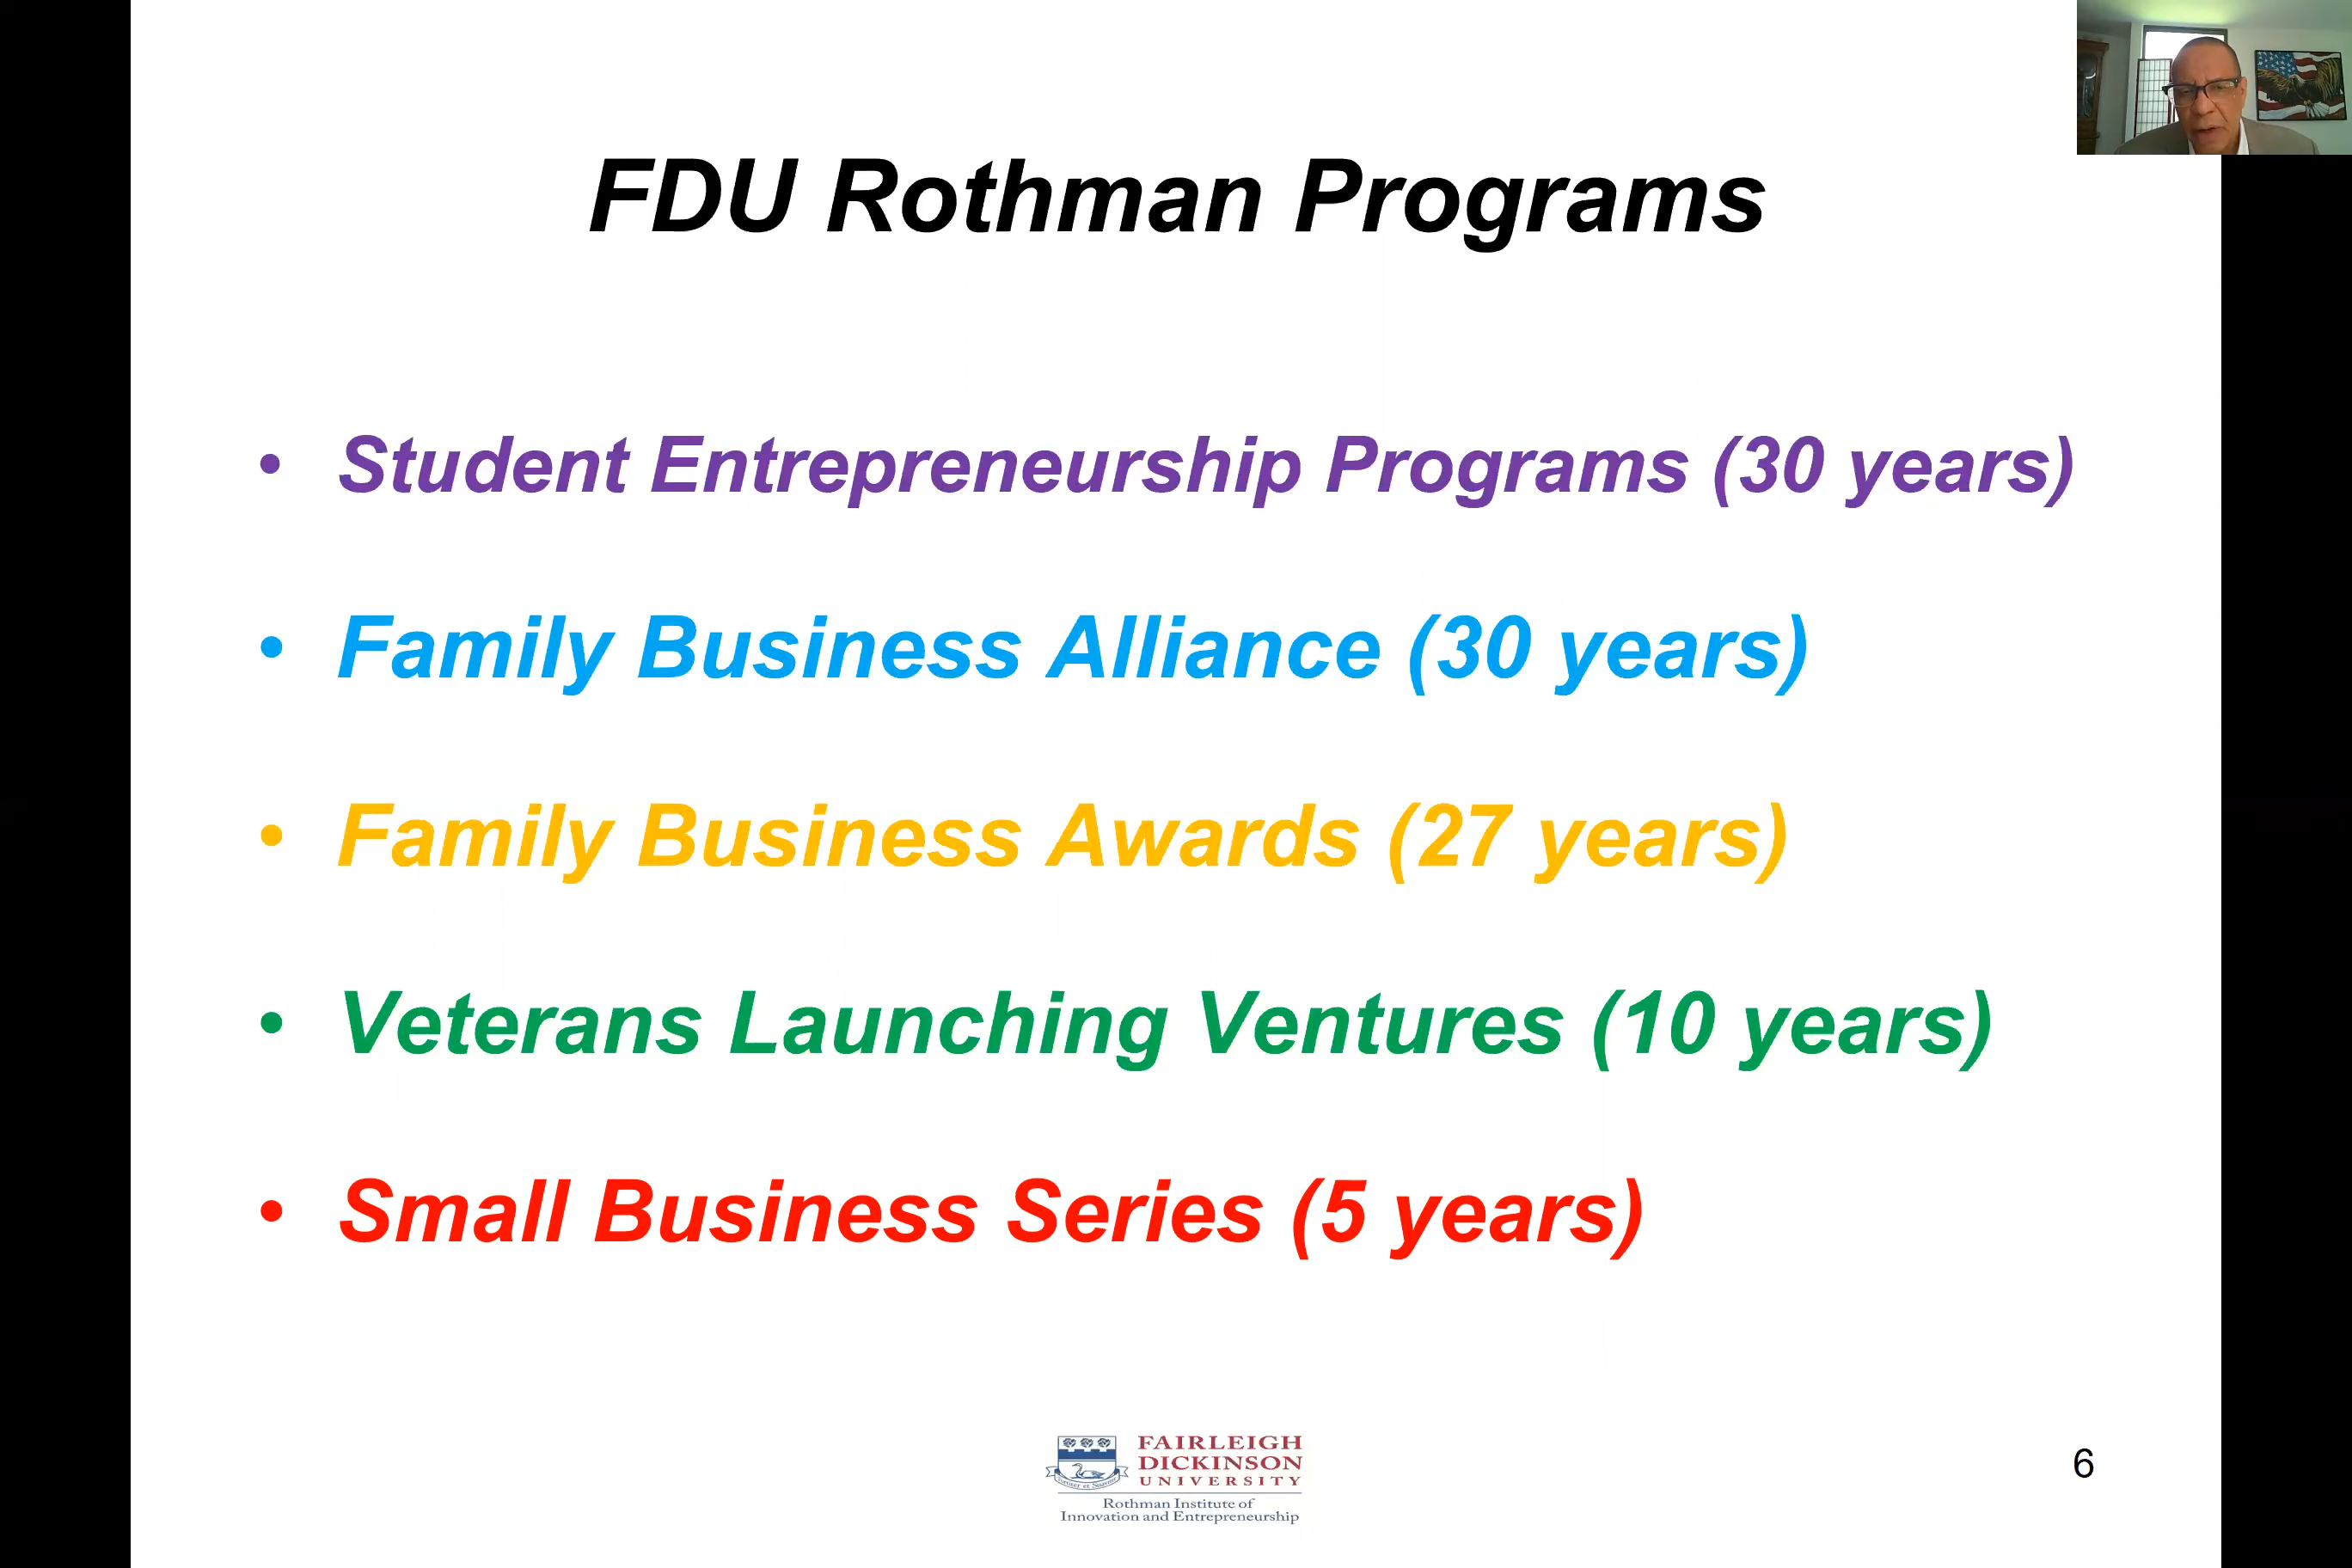 FDU Rothman Programs
• Student Entrepreneurship Programs (30 years)
• Family Business Alliance (30 years)
• Family Business Awards (27 years)
• Veterans Launching Ventures (10 years)
• Small Business Series (5 years)
FAIRLEIGH
DICKINSON
UNIVERSITY
Rothman Institute of
Innovation and Entrepreneurship
6